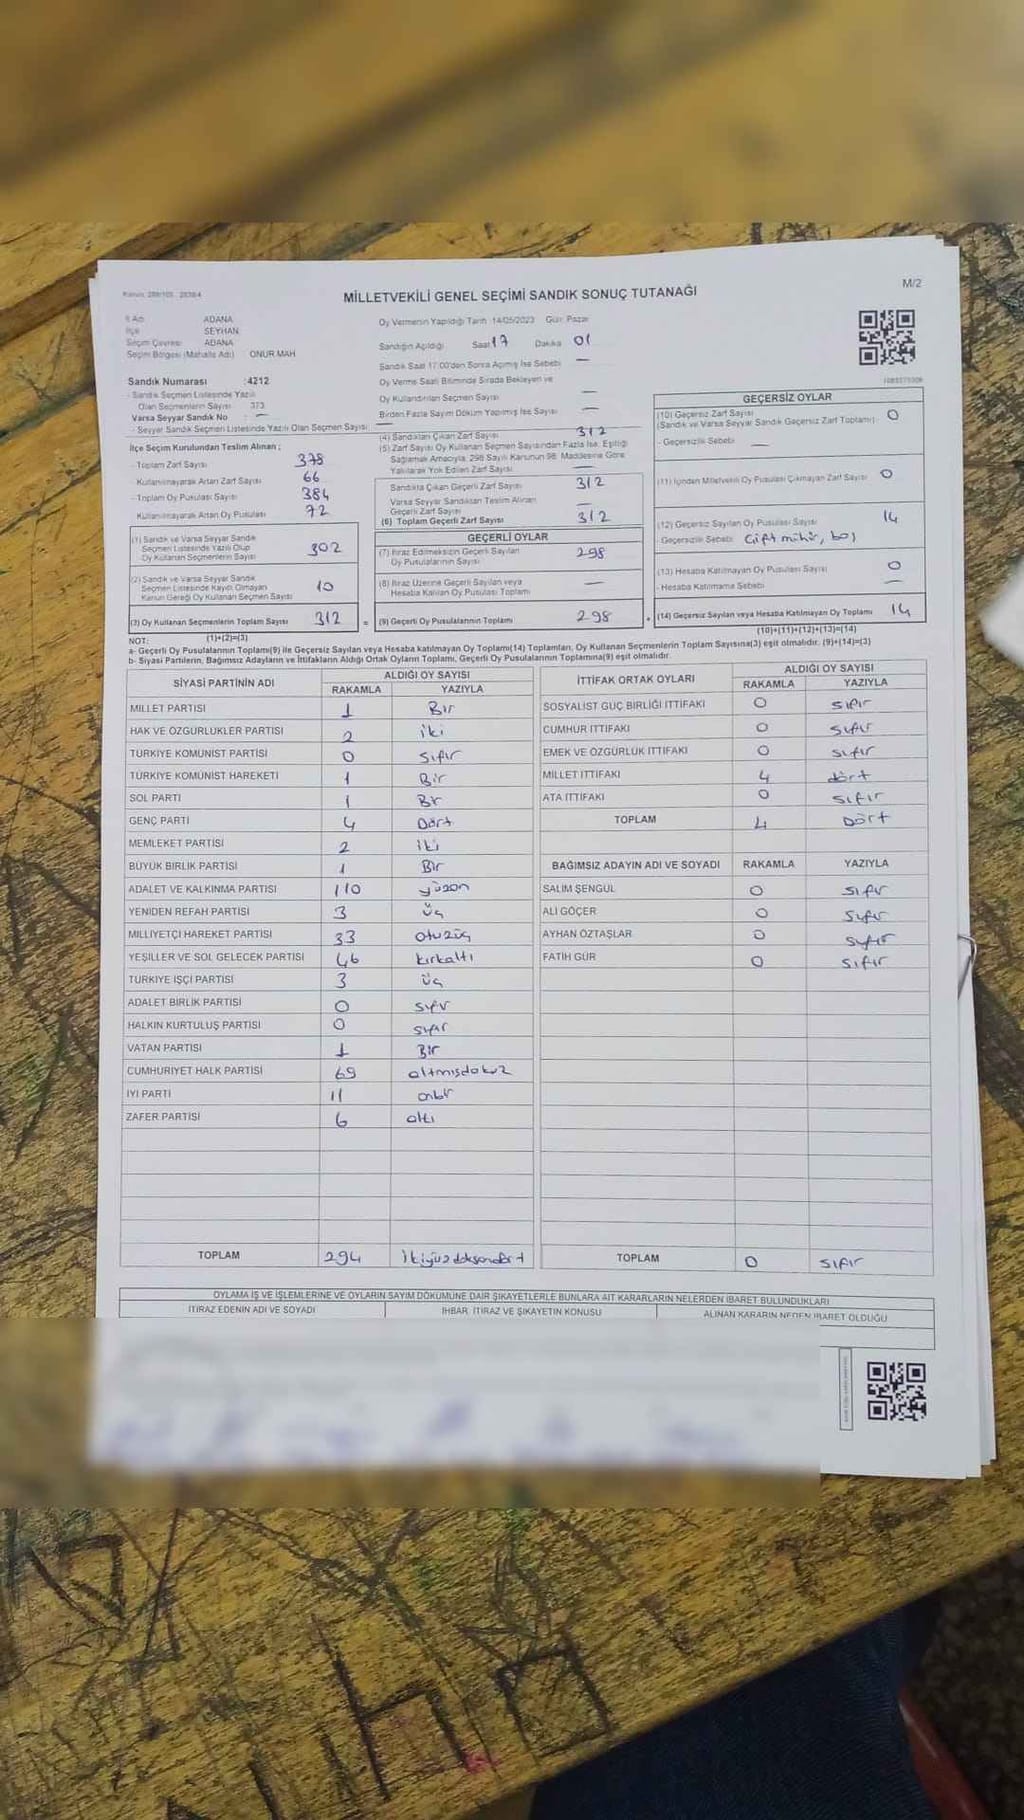 MİLLETVEKİLİ GENEL SEÇİMİ SANDIK SONUÇ TUTANAĞI
M/2
İl Adı ADANA
İlçe SEYHAN
Seçim Çevresi ADANA
Seçim Bölgesi (Mahalle Adı) ONUR MAH
Oy Vermenin Yapıldığı Tarih 14/05/2023 Gün: Pazar
Sandığın Açıldığı Saat 17 Dakika 01
Sandık Saat 17:00'den Sonra Açılmış İse Sebebi —
Oy Verme Saati Bitiminde Sırada Bekleyen ve
Oy Kullandırılan Seçmen Sayısı —
Birden Fazla Sayım Döküm Yapılmış İse Sayısı —
Sandık Numarası : 4212
- Sandık Seçmen Listesinde Yazılı
Olan Seçmenlerin Sayısı 373
Varsa Seyyar Sandık No : —
- Seyyar Sandık Seçmen Listesinde Yazılı Olan Seçmen Sayısı —
İlçe Seçim Kurulundan Teslim Alınan ;
- Toplam Zarf Sayısı 378
Kullanılmayarak Artan Zarf Sayısı 66
- Toplam Oy Pusulası Sayısı 384
Kullanılmayarak Artan Oy Pusulası 72
(1) Sandık ve Varsa Seyyar Sandık
Seçmen Listesinde Yazılı Olup
Oy Kullanan Seçmenlerin Sayısı 302
(2) Sandık ve Varsa Seyyar Sandık
Seçmen Listesinde Kayıtlı Olmayan
Kanun Gereği Oy Kullanan Seçmen Sayısı 10
(3) Oy Kullanan Seçmenlerin Toplam Sayısı 312 =
(1)+(2)=(3)
(4) Sandıktan Çıkan Zarf Sayısı 312
(5) Zarf Sayısı Oy Kullanan Seçmen Sayısından Fazla İse, Eşitliği
Sağlamak Amacıyla, 298 Sayılı Kanunun 98. Maddesine Göre
Yakılarak Yok Edilen Zarf Sayısı —
Sandıkta Çıkan Geçerli Zarf Sayısı 312
Varsa Seyyar Sandıktan Teslim Alınan
Geçerli Zarf Sayısı —
(6) Toplam Geçerli Zarf Sayısı 312
GEÇERLİ OYLAR
(7) İtiraz Edilmeksizin Geçerli Sayılan
Oy Pusulalarının Sayısı 298
(8) İtiraz Üzerine Geçerli Sayılan veya
Hesaba Katılan Oy Pusulası Toplamı —
(9) Geçerli Oy Pusulalarının Toplamı 298 +
GEÇERSİZ OYLAR
(10) Geçersiz Zarf Sayısı
(Sandık ve Varsa Seyyar Sandık Geçersiz Zarf Toplamı) 0
- Geçersizlik Sebebi —
(11) İçinden Milletvekili Oy Pusulası Çıkmayan Zarf Sayısı 0
(12) Geçersiz Sayılan Oy Pusulası Sayısı 14
- Geçersizlik Sebebi Çift mühür, boş
(13) Hesaba Katılmayan Oy Pusulası Sayısı 0
- Hesaba Katılmama Sebebi —
(14) Geçersiz Sayılan veya Hesaba Katılmayan Oy Toplamı 14
(10)+(11)+(12)+(13)=(14)
NOT:
a- Geçerli Oy Pusulalarının Toplamı(9) ile Geçersiz Sayılan veya Hesaba katılmayan Oy Toplamı(14) Toplamları, Oy Kullanan Seçmenlerin Toplam Sayısına(3) eşit olmalıdır. (9)+(14)=(3)
b- Siyasi Partilerin, Bağımsız Adayların ve İttifakların Aldığı Ortak Oyların Toplamı, Geçerli Oy Pusulalarının Toplamına(9) eşit olmalıdır.
SİYASİ PARTİNİN ADI ALDIĞI OY SAYISI
RAKAMLA YAZIYLA
MİLLET PARTİSİ 1 Bir
HAK VE ÖZGÜRLÜKLER PARTİSİ 2 iki
TÜRKİYE KOMÜNİST PARTİSİ 0 sıfır
TÜRKİYE KOMÜNİST HAREKETİ 1 Bir
SOL PARTİ 1 Bir
GENÇ PARTİ 4 Dört
MEMLEKET PARTİSİ 2 iki
BÜYÜK BİRLİK PARTİSİ 1 Bir
ADALET VE KALKINMA PARTİSİ 110 yüzon
YENİDEN REFAH PARTİSİ 3 üç
MİLLİYETÇİ HAREKET PARTİSİ 33 otuzüç
YEŞİLLER VE SOL GELECEK PARTİSİ 46 kırkaltı
TÜRKİYE İŞÇİ PARTİSİ 3 üç
ADALET BİRLİK PARTİSİ 0 sıfır
HALKIN KURTULUŞ PARTİSİ 0 sıfır
VATAN PARTİSİ 1 Bir
CUMHURİYET HALK PARTİSİ 69 altmışdokuz
İYİ PARTİ 11 onbir
ZAFER PARTİSİ 6 altı
TOPLAM 294 ikiyüzdoksandört
İTTİFAK ORTAK OYLARI ALDIĞI OY SAYISI
RAKAMLA YAZIYLA
SOSYALİST GÜÇ BİRLİĞİ İTTİFAKI 0 sıfır
CUMHUR İTTİFAKI 0 sıfır
EMEK VE ÖZGÜRLÜK İTTİFAKI 0 sıfır
MİLLET İTTİFAKI 4 dört
ATA İTTİFAKI 0 sıfır
TOPLAM 4 Dört
BAĞIMSIZ ADAYIN ADI VE SOYADI RAKAMLA YAZIYLA
SALİM ŞENGÜL 0 sıfır
ALİ GÖÇER 0 sıfır
AYHAN ÖZTAŞLAR 0 sıfır
FATİH GÜR 0 sıfır
TOPLAM 0 sıfır
OYLAMA İŞ VE İŞLEMLERİNE VE OYLARIN SAYIM DÖKÜMÜNE DAİR ŞİKAYETLERLE BUNLARA AİT KARARLARIN NELERDEN İBARET BULUNDUKLARI
İTİRAZ EDENİN ADI VE SOYADI İHBAR, İTİRAZ VE ŞİKAYETİN KONUSU ALINAN KARARIN NEDEN İBARET OLDUĞU